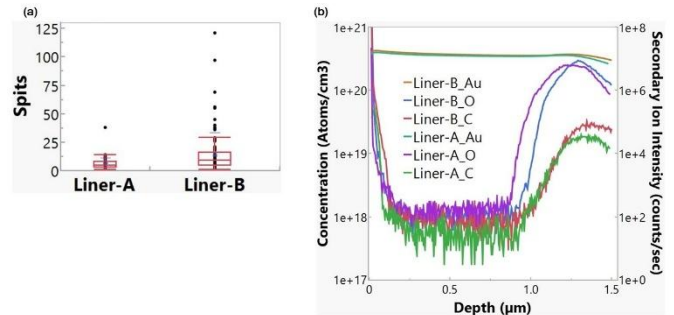 (a)
125
100
75
50
25
0
Spits
Liner-A
Liner-B
(b)
1e+21
1e+20
1e+19
1e+18
1e+17
Concentration (Atoms/cm3)
Liner-B_Au
Liner-B_O
Liner-B_C
Liner-A_Au
Liner-A_O
Liner-A_C
1e+8
1e+6
1e+4
1e+2
1e+0
Secondary Ion Intensity (counts/sec)
0
0.5
1.0
1.5
Depth (µm)